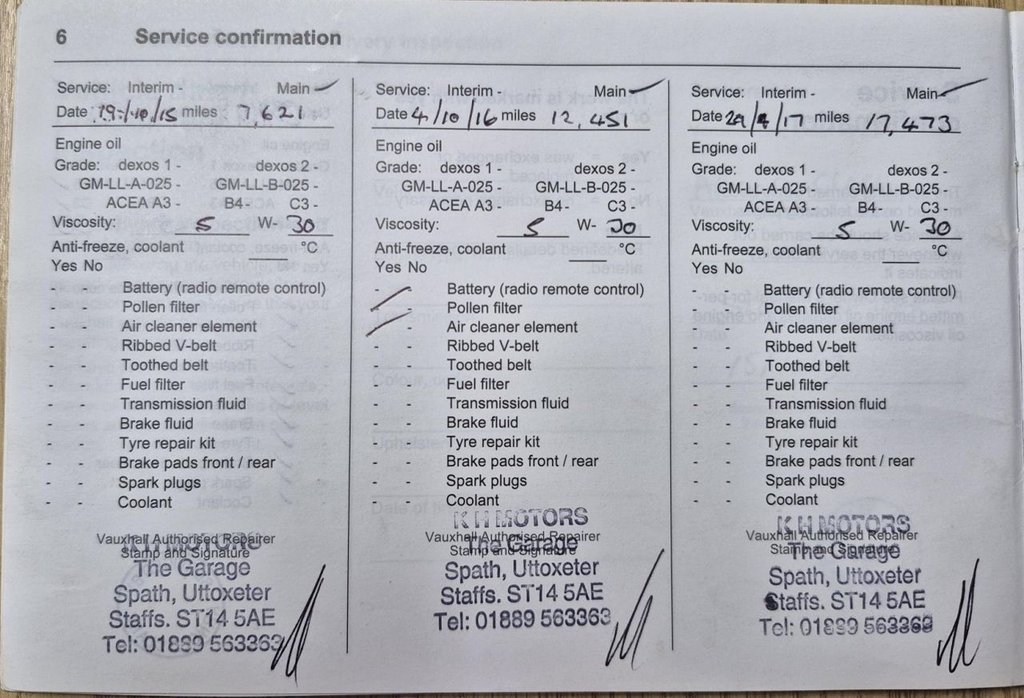 6 Service confirmation
Service: Interim - Main -
Date 19/10/15 miles 7,621
Engine oil
Grade: dexos 1 - dexos 2 -
GM-LL-A-025 - GM-LL-B-025 -
ACEA A3 - B4 - C3 -
Viscosity: 5 W- 30
Anti-freeze, coolant °C
Yes No
- - Battery (radio remote control)
- - Pollen filter
- - Air cleaner element
- - Ribbed V-belt
- - Toothed belt
- - Fuel filter
- - Transmission fluid
- - Brake fluid
- - Tyre repair kit
- - Brake pads front / rear
- - Spark plugs
- - Coolant
Vauxhall Authorised Repairer
Stamp and Signature
K H MOTORS
The Garage
Spath, Uttoxeter
Staffs. ST14 5AE
Tel: 01889 563363
Service: Interim - Main -
Date 4/10/16 miles 12,451
Engine oil
Grade: dexos 1 - dexos 2 -
GM-LL-A-025 - GM-LL-B-025 -
ACEA A3 - B4 - C3 -
Viscosity: 5 W- 30
Anti-freeze, coolant °C
Yes No
- - Battery (radio remote control)
Pollen filter
- - Air cleaner element
- - Ribbed V-belt
- - Toothed belt
- - Fuel filter
- - Transmission fluid
- - Brake fluid
- - Tyre repair kit
- - Brake pads front / rear
- - Spark plugs
- - Coolant
K H MOTORS
Vauxhall Authorised Repairer
Stamp and Signature
The Garage
Spath, Uttoxeter
Staffs. ST14 5AE
Tel: 01889 563363
Service: Interim - Main -
Date /17 miles 17,473
Engine oil
Grade: dexos 1 - dexos 2 -
GM-LL-A-025 - GM-LL-B-025 -
ACEA A3 - B4 - C3 -
Viscosity: 5 W- 30
Anti-freeze, coolant °C
Yes No
- - Battery (radio remote control)
- - Pollen filter
- - Air cleaner element
- - Ribbed V-belt
- - Toothed belt
- - Fuel filter
- - Transmission fluid
- - Brake fluid
- - Tyre repair kit
- - Brake pads front / rear
- - Spark plugs
- - Coolant
K H MOTORS
Vauxhall Authorised Repairer
Stamp and Signature
The Garage
Spath, Uttoxeter
Staffs. ST14 5AE
Tel: 01889 563363